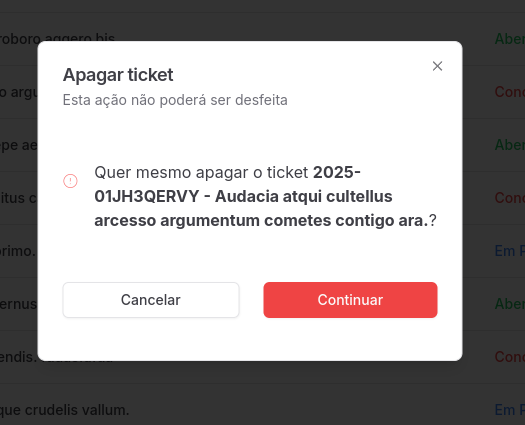 roboro aggero bis
Aber
Apagar ticket
Esta ação não poderá ser desfeita
o argu
Conc
pe ae
Aber
Quer mesmo apagar o ticket 2025-
01JH3QERVY - Audacia atqui cultellus
arcesso argumentum cometes contigo ara.?
itus c
Conc
primo.
Em P
ernus
Aber
Cancelar
Continuar
endis.
Conc
que crudelis vallum.
Em P